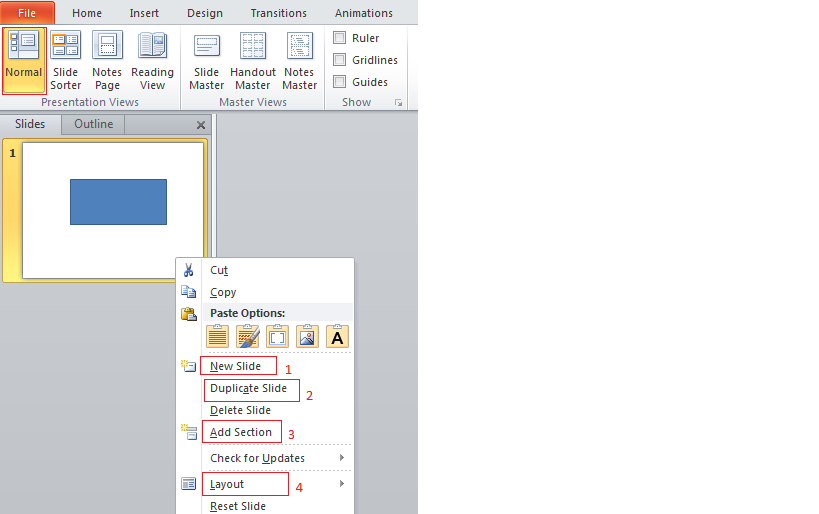 File Home Insert Design Transitions Animations
Normal Slide Sorter Notes Page Reading View Slide Master Handout Master Notes Master
Ruler
Gridlines
Guides
Presentation Views Master Views Show
Slides Outline
1
Cut
Copy
Paste Options:
A
New Slide 1
Duplicate Slide 2
Delete Slide
Add Section 3
Check for Updates
Layout 4
Reset Slide